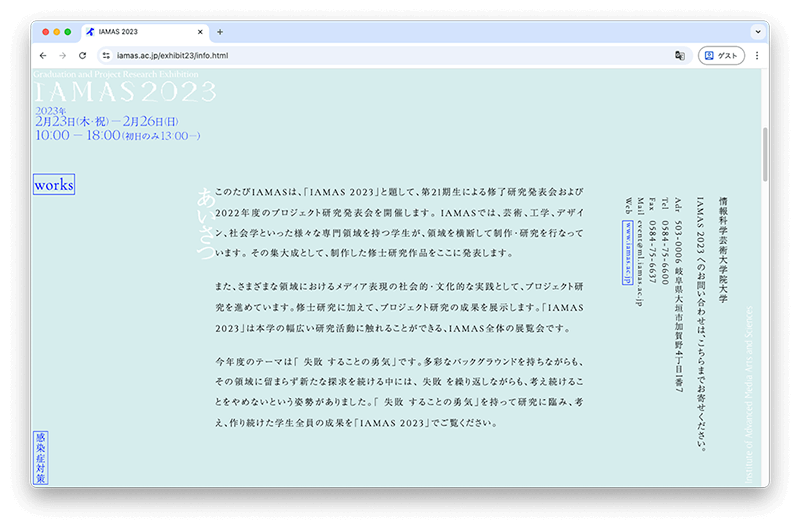 IAMAS 2023
iamas.ac.jp/exhibit23/info.html
ゲスト
Graduation and Project Research Exhibition
IAMAS2023
2023年
2月23日(木・祝) — 2月26日(日)
10:00 — 18:00(初日のみ13:00—)
works
あいさつ
このたびIAMASは、「IAMAS 2023」と題して、第21期生による修了研究発表会および
2022年度のプロジェクト研究発表会を開催します。 IAMASでは、芸術、工学、デザイ
ン、社会学といった様々な専門領域を持つ学生が、領域を横断して制作・研究を行なって
います。 その集大成として、制作した修士研究作品をここに発表します。
また、さまざまな領域におけるメディア表現の社会的・文化的な実践として、プロジェクト研
究を進めています。修士研究に加えて、プロジェクト研究の成果を展示します。「IAMAS
2023」は本学の幅広い研究活動に触れることができる、IAMAS全体の展覧会です。
今年度のテーマは「 失敗 することの勇気」です。多彩なバックグラウンドを持ちながらも、
その領域に留まらず新たな探求を続ける中には、 失敗 を繰り返しながらも、考え続けるこ
とをやめないという姿勢がありました。「 失敗 することの勇気」を持って研究に臨み、考
え、作り続けた学生全員の成果を「IAMAS 2023」でご覧ください。
情報科学芸術大学院大学
IAMAS 2023 へのお問い合わせは、こちらまでお寄せください。
Adr 503-0006 岐阜県大垣市加賀野4丁目1番7
Tel 0584-75-6600
Fax 0584-75-6637
Mail event@ml.iamas.ac.jp
Web www.iamas.ac.jp
Institute of Advanced Media Arts and Sciences
感染症対策